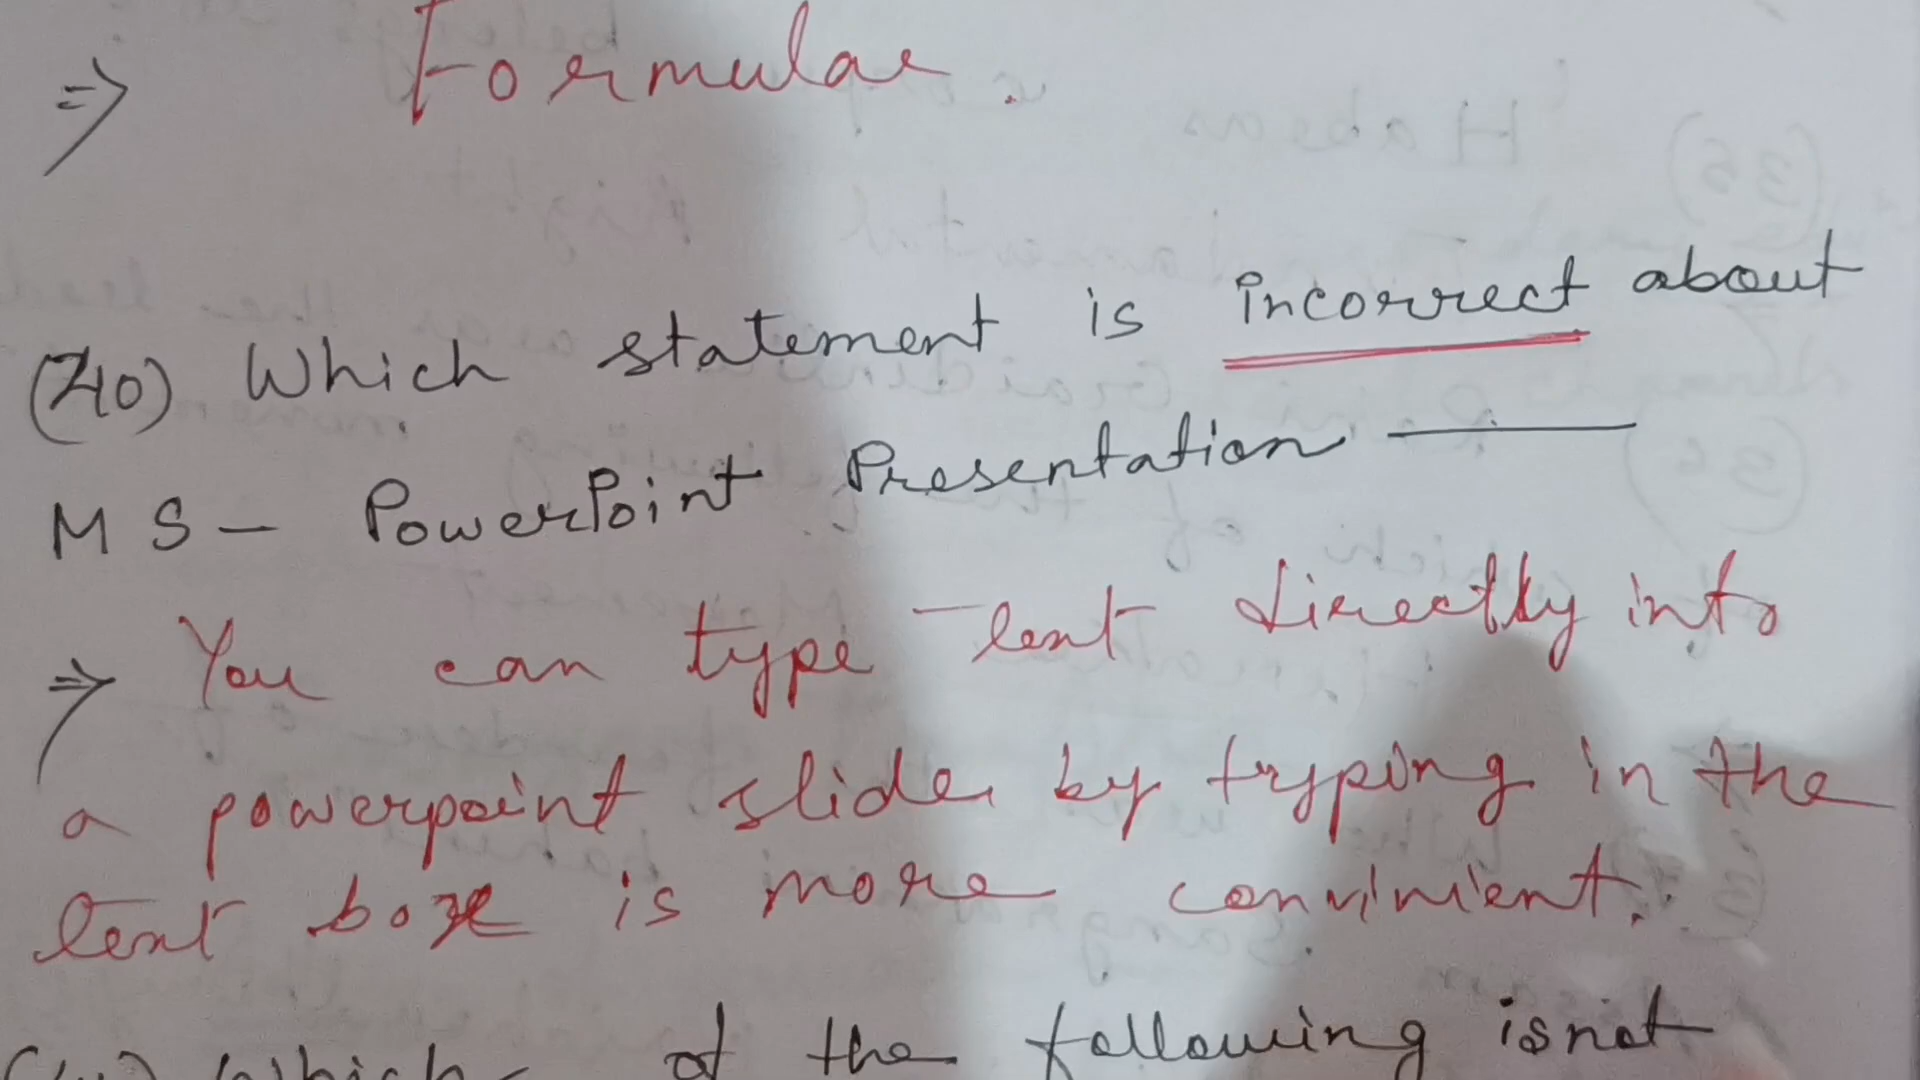 ⇒ Formulae.
(40) Which statement is incorrect about
MS - PowerPoint Presentation —
⇒ You can type text directly into
a powerpoint slide by typing in the
text box is more convinient.
Which of the following is not